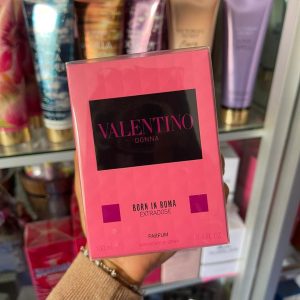 VALENTINO
DONNA
BORN IN ROMA
EXTRADOSE
PARFUM